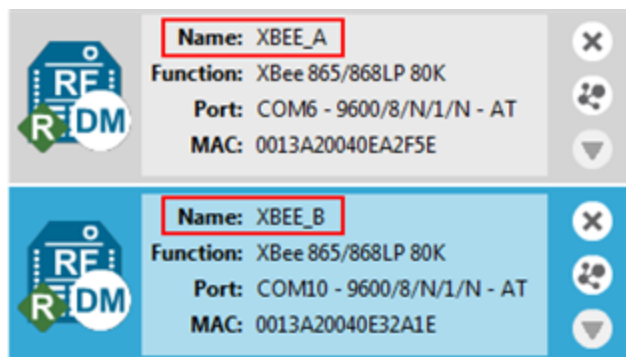 Name: XBEE_A
Function: XBee 865/868LP 80K
Port: COM6 - 9600/8/N/1/N - AT
MAC: 0013A20040EA2F5E
RF
R
DM
Name: XBEE_B
Function: XBee 865/868LP 80K
Port: COM10 - 9600/8/N/1/N - AT
MAC: 0013A20040E32A1E
RF
R
DM